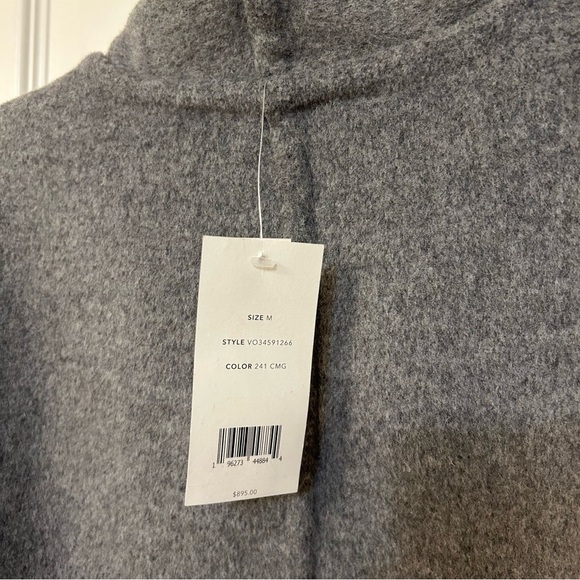 SIZE M
STYLE VO34591266
COLOR 241 CMG
1 96273 44884 4
$895.00